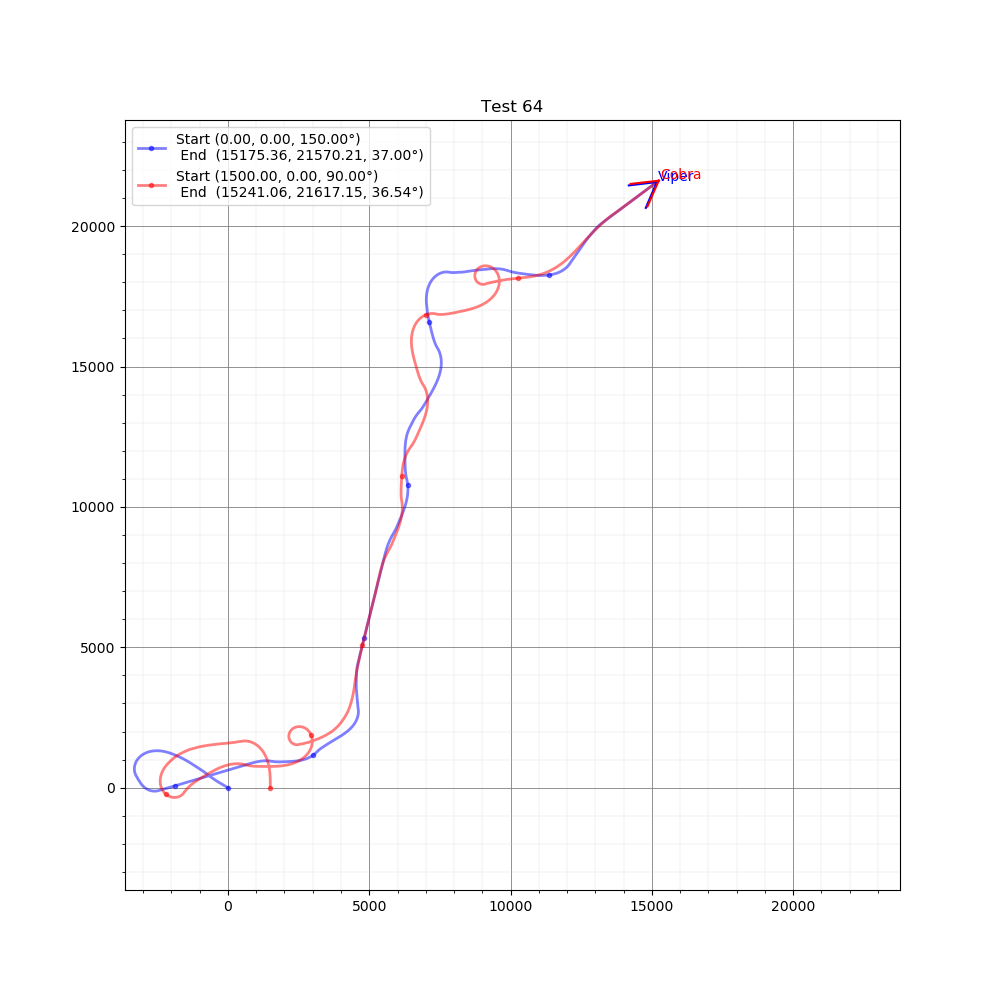 Test 64
Start (0.00, 0.00, 150.00°)
End  (15175.36, 21570.21, 37.00°)
Start (1500.00, 0.00, 90.00°)
End  (15241.06, 21617.15, 36.54°)
Viper
Cobra
20000
15000
10000
5000
0
0
5000
10000
15000
20000